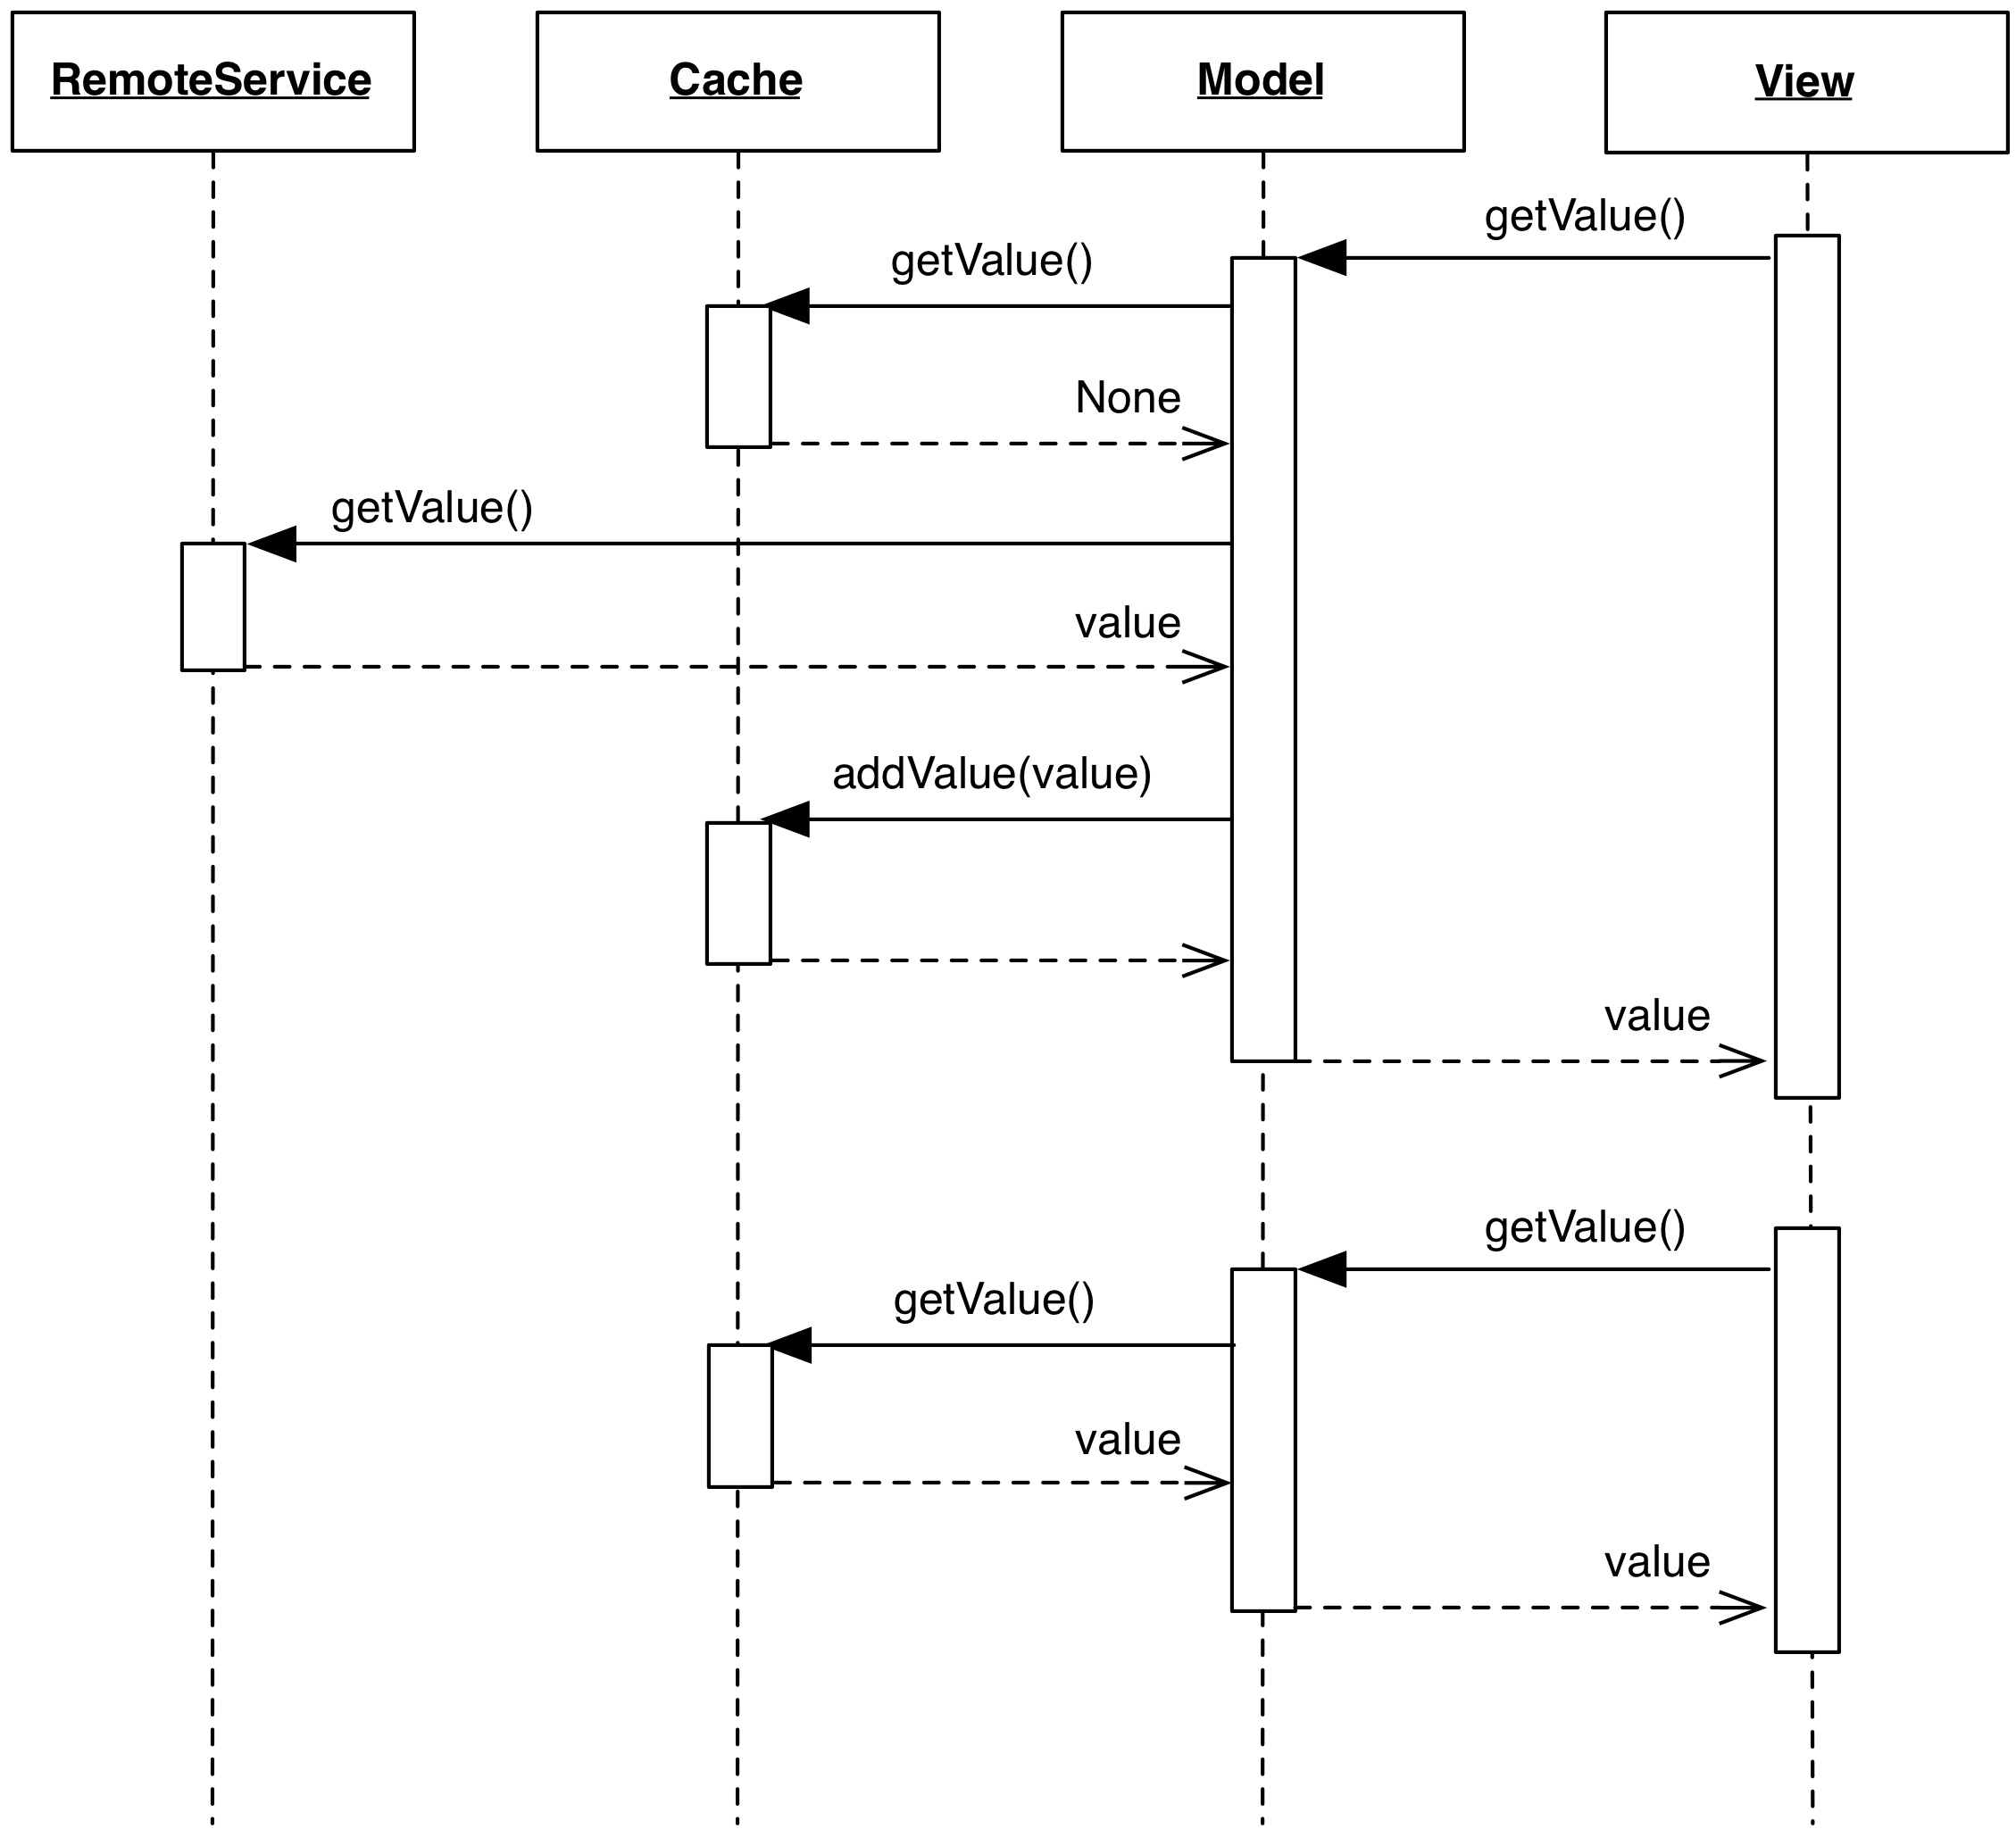 RemoteService
Cache
Model
View
getValue()
getValue()
None
getValue()
value
addValue(value)
value
getValue()
getValue()
value
value